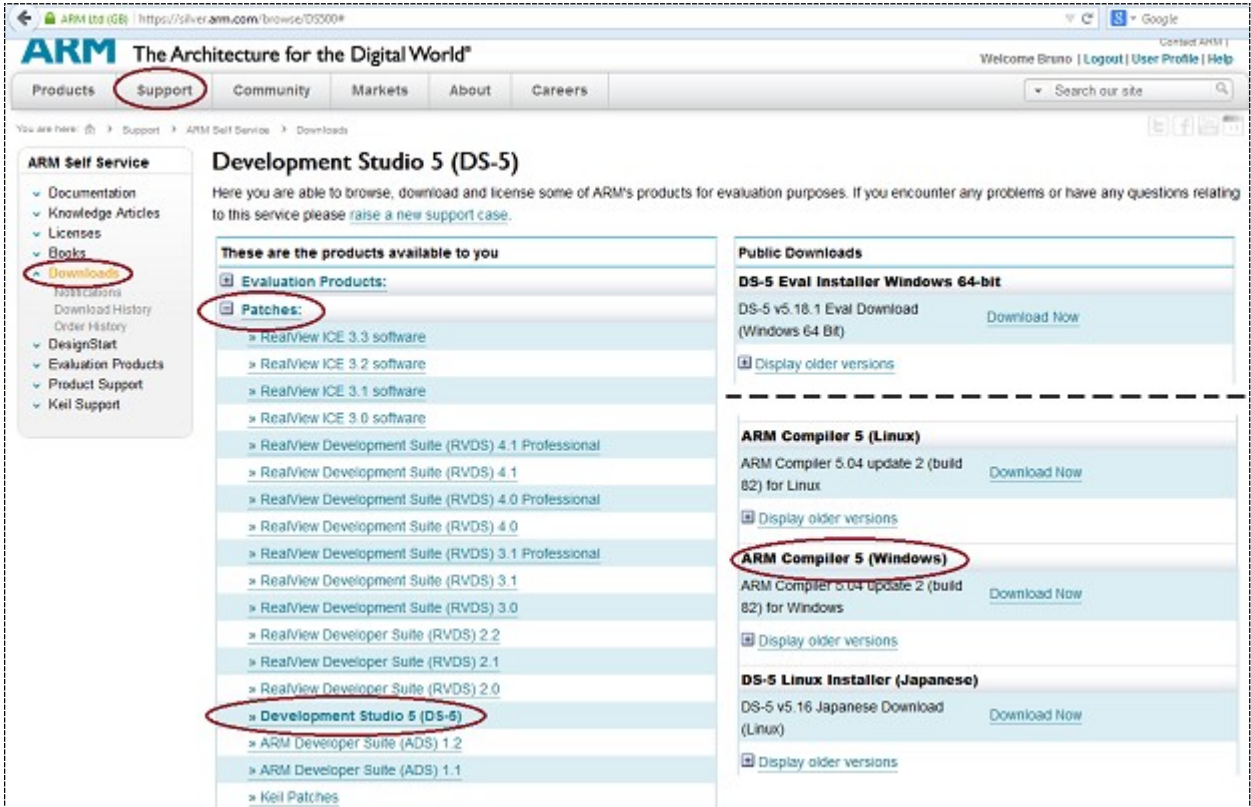 ARM Ltd (GB) https://silver.arm.com/browse/DS500#
Google
ARM The Architecture for the Digital World®
Contact ARM |
Welcome Bruno | Logout | User Profile | Help
Products Support Community Markets About Careers
Search our site
You are here: > Support > ARM Self Service > Downloads
ARM Self Service
Documentation
Knowledge Articles
Licenses
Books
Downloads
Notifications
Download History
Order History
DesignStart
Evaluation Products
Product Support
Keil Support
Development Studio 5 (DS-5)
Here you are able to browse, download and license some of ARM's products for evaluation purposes. If you encounter any problems or have any questions relating
to this service please raise a new support case.
These are the products available to you
Evaluation Products:
Patches:
» RealView ICE 3.3 software
» RealView ICE 3.2 software
» RealView ICE 3.1 software
» RealView ICE 3.0 software
» RealView Development Suite (RVDS) 4.1 Professional
» RealView Development Suite (RVDS) 4.1
» RealView Development Suite (RVDS) 4.0 Professional
» RealView Development Suite (RVDS) 4.0
» RealView Development Suite (RVDS) 3.1 Professional
» RealView Development Suite (RVDS) 3.1
» RealView Development Suite (RVDS) 3.0
» RealView Developer Suite (RVDS) 2.2
» RealView Developer Suite (RVDS) 2.1
» RealView Developer Suite (RVDS) 2.0
» Development Studio 5 (DS-5)
» ARM Developer Suite (ADS) 1.2
» ARM Developer Suite (ADS) 1.1
» Keil Patches
Public Downloads
DS-5 Eval Installer Windows 64-bit
DS-5 v5.18.1 Eval Download
(Windows 64 Bit)
Download Now
Display older versions
ARM Compiler 5 (Linux)
ARM Compiler 5.04 update 2 (build
82) for Linux
Download Now
Display older versions
ARM Compiler 5 (Windows)
ARM Compiler 5.04 update 2 (build
82) for Windows
Download Now
Display older versions
DS-5 Linux Installer (Japanese)
DS-5 v5.16 Japanese Download
(Linux)
Download Now
Display older versions